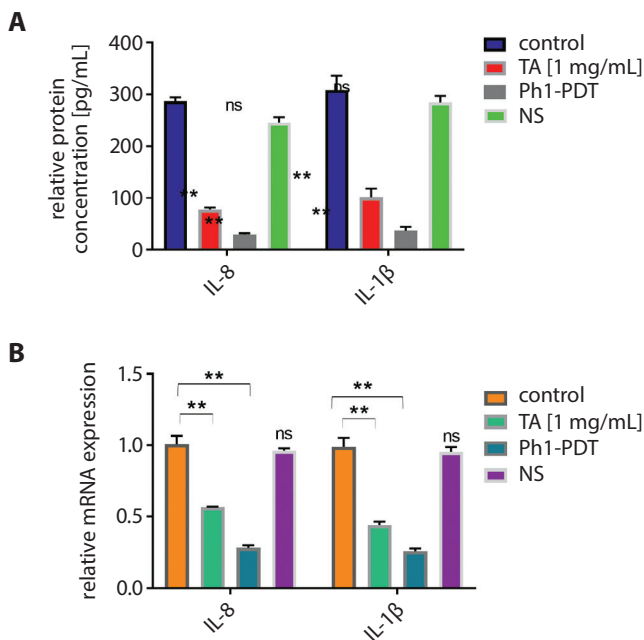 A
relative protein
concentration [pg/mL]
400
300
200
100
0
ns
ns
**
**
**
**
IL-8
IL-1β
control
TA [1 mg/mL]
Ph1-PDT
NS
B
relative mRNA expression
1.5
1.0
0.5
0.0
**
**
ns
**
**
ns
IL-8
IL-1β
control
TA [1 mg/mL]
Ph1-PDT
NS